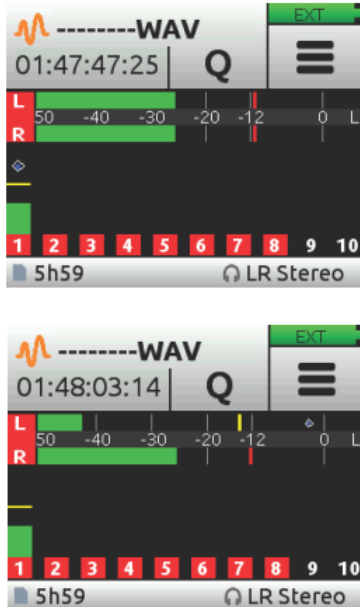 --------WAV
EXT
01:47:47:25
Q
L
50 -40 -30 -20 -12 0 L
R
1 2 3 4 5 6 7 8 9 10
5h59
LR Stereo
--------WAV
EXT
01:48:03:14
Q
L
50 -40 -30 -20 -12 0 L
R
1 2 3 4 5 6 7 8 9 10
5h59
LR Stereo